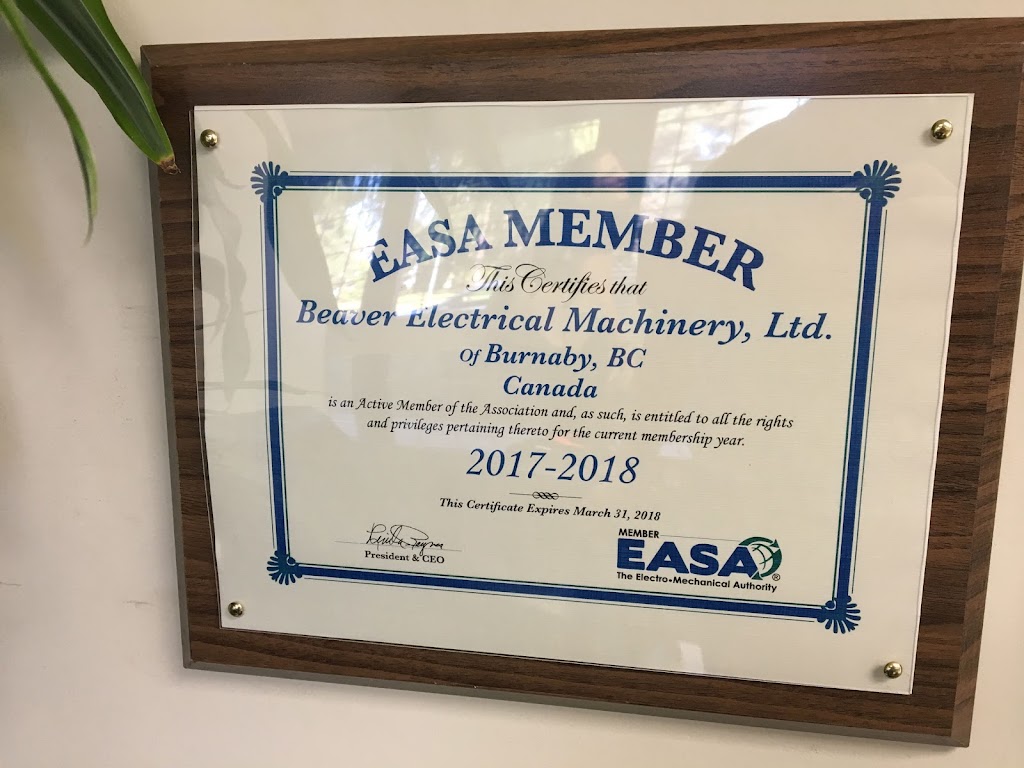 EASA MEMBER
This Certifies that
Beaver Electrical Machinery, Ltd.
Of Burnaby, BC
Canada
is an Active Member of the Association and, as such, is entitled to all the rights
and privileges pertaining thereto for the current membership year.
2017-2018
This Certificate Expires March 31, 2018
President & CEO
MEMBER
EASA®
The Electro•Mechanical Authority